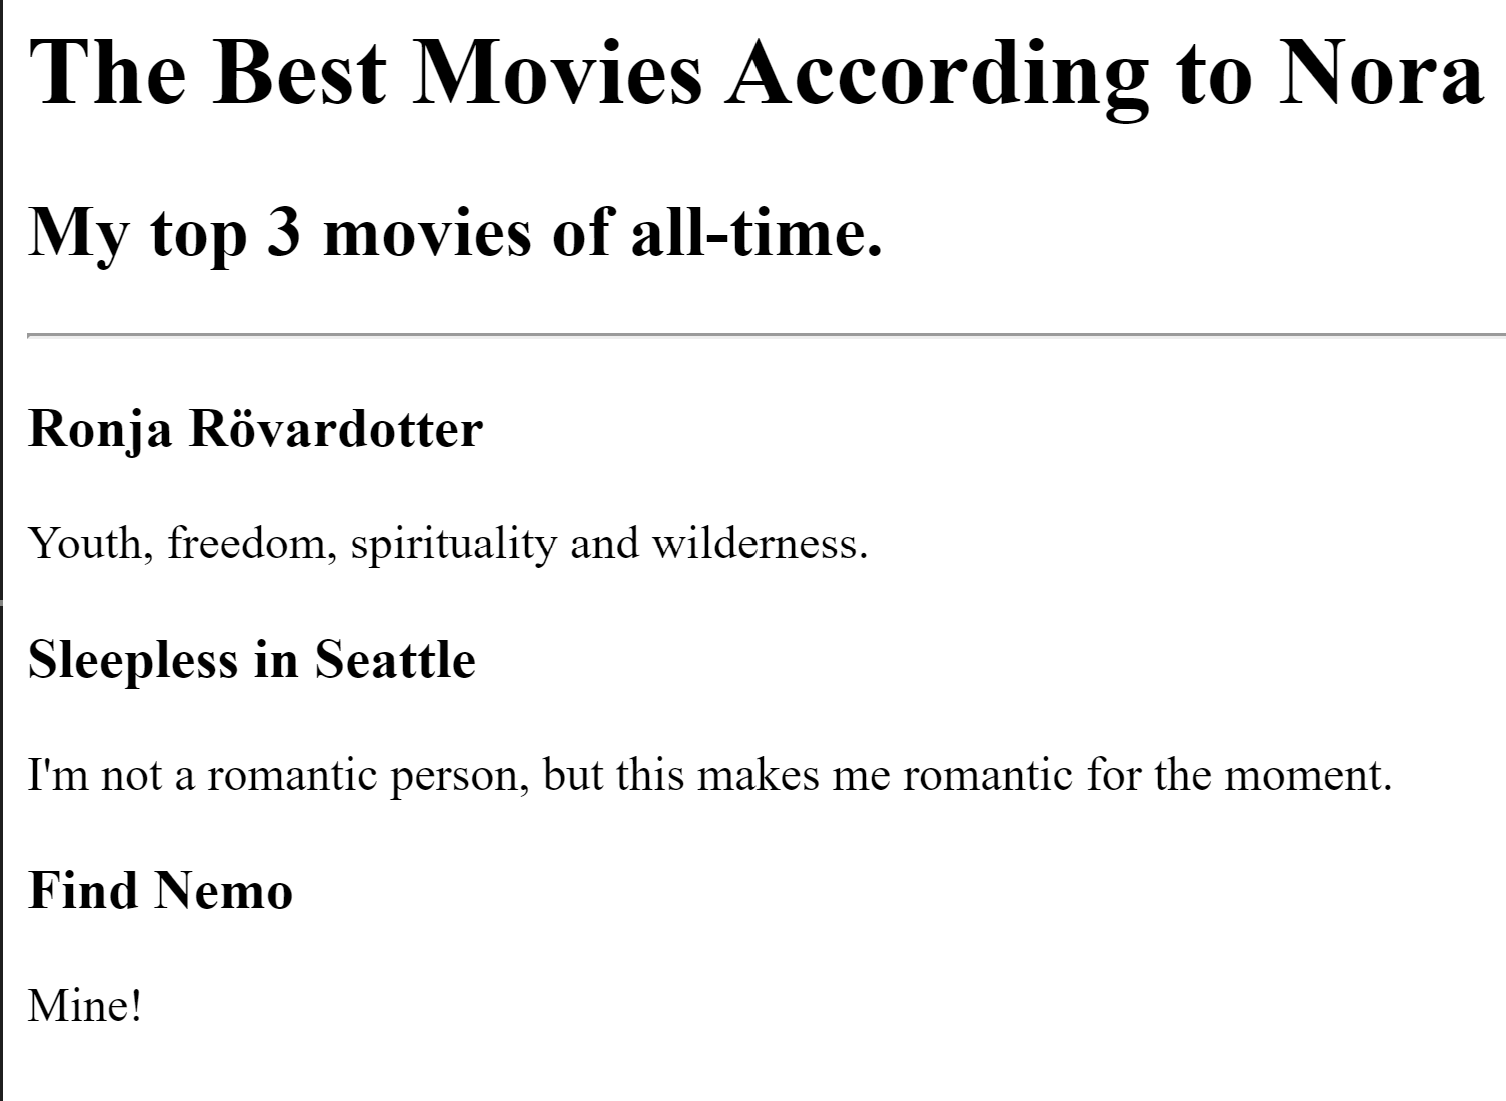 The Best Movies According to Nora
My top 3 movies of all-time.
Ronja Rövardotter
Youth, freedom, spirituality and wilderness.
Sleepless in Seattle
I'm not a romantic person, but this makes me romantic for the moment.
Find Nemo
Mine!